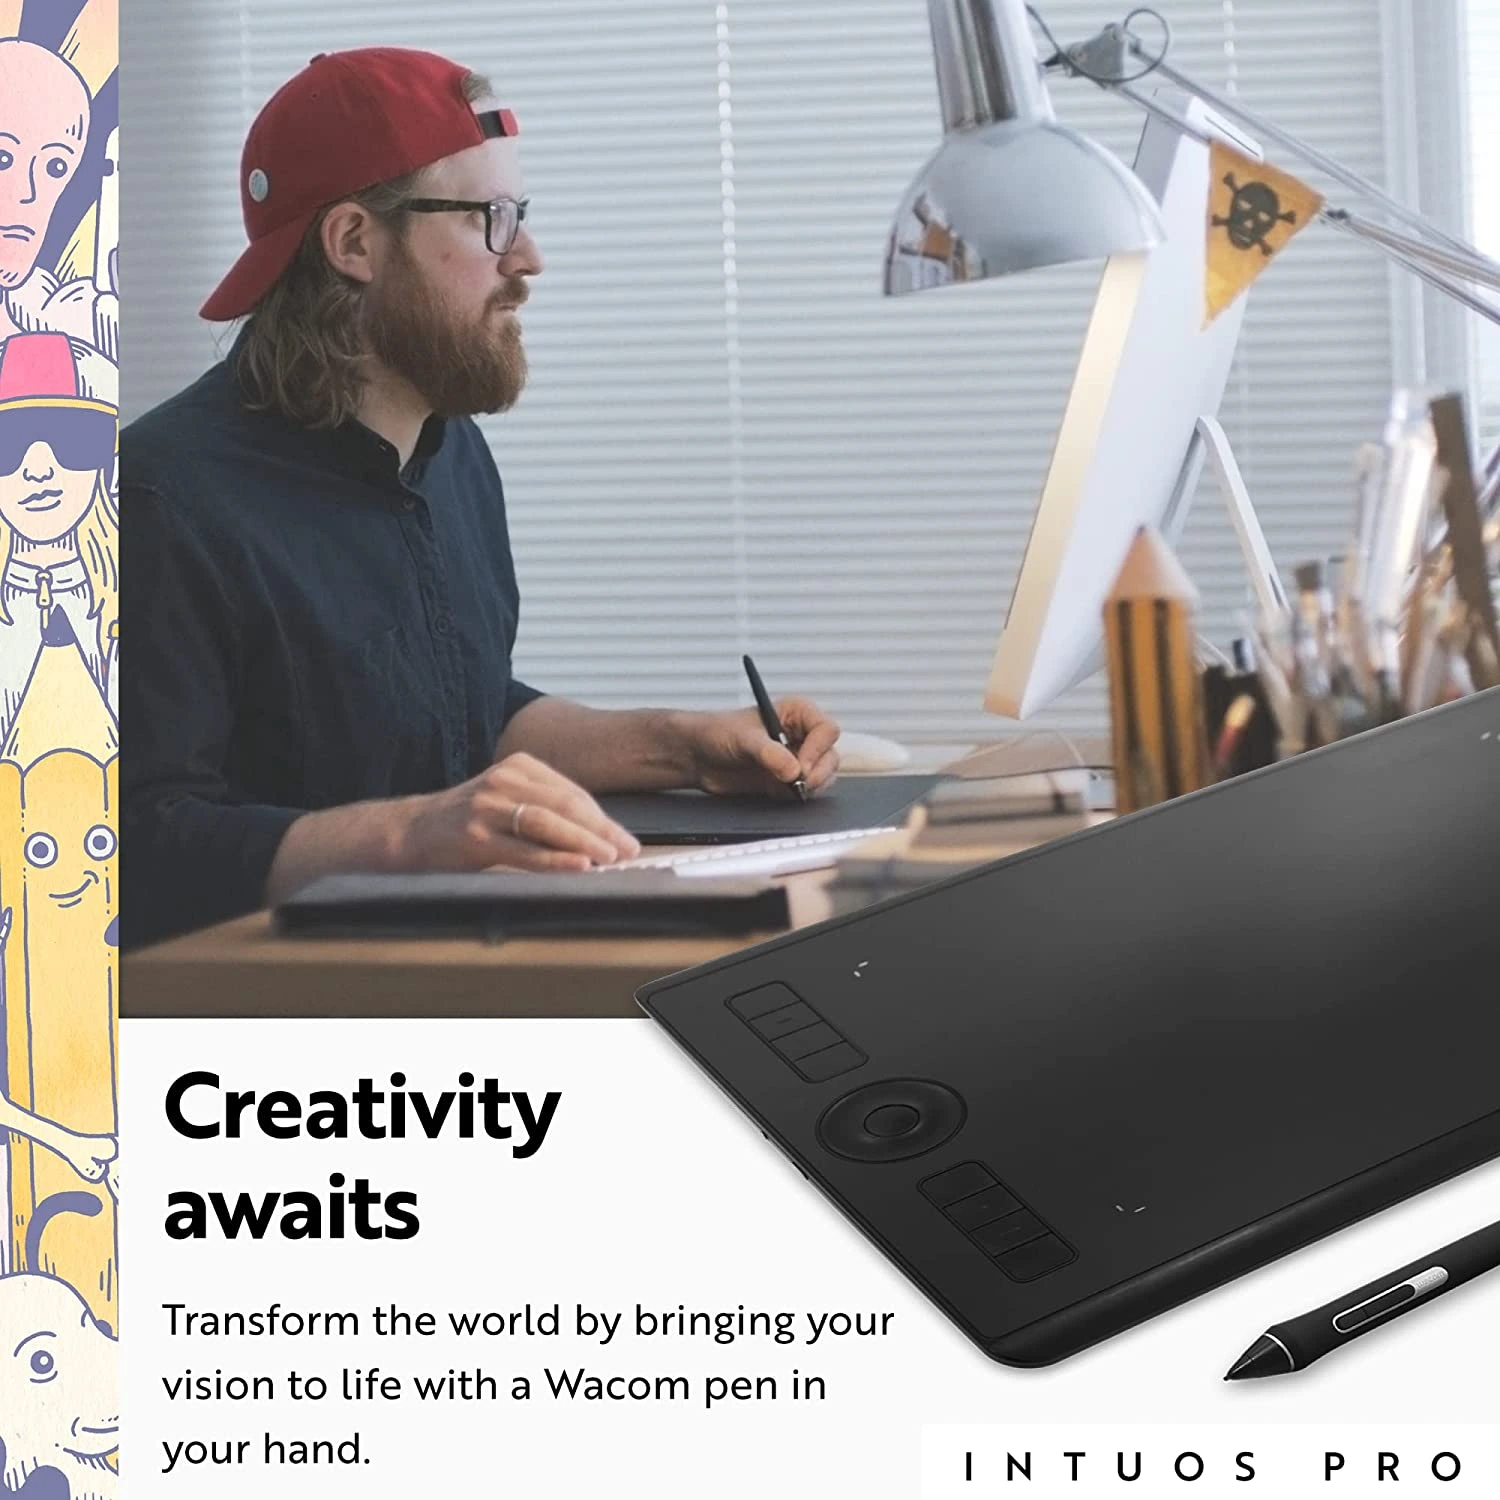 Creativity
awaits
Transform the world by bringing your
vision to life with a Wacom pen in
your hand.
INTUOS PRO